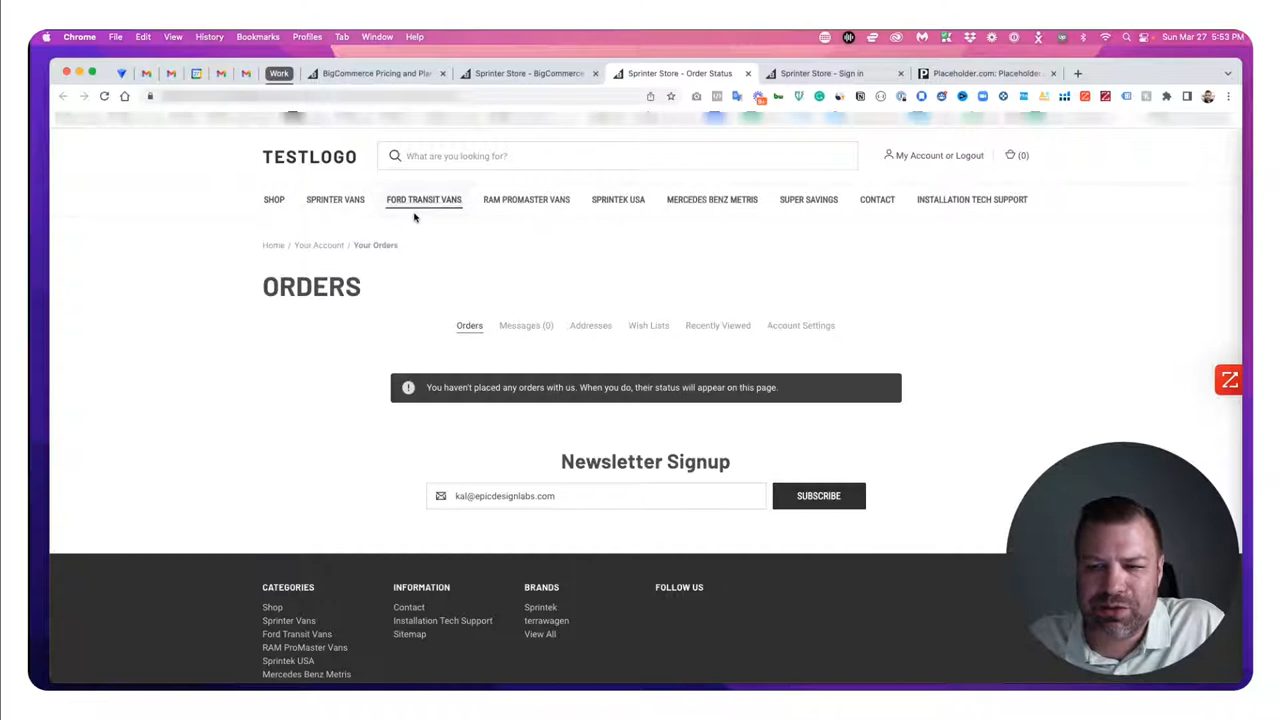 Chrome File Edit View History Bookmarks Profiles Tab Window Help Sun Mar 27 5:53 PM
Work BigCommerce Pricing and Pla Sprinter Store - BigCommerce Sprinter Store - Order Status Sprinter Store - Sign in Placeholder.com: Placeholde
TESTLOGO What are you looking for? My Account or Logout (0)
SHOP SPRINTER VANS FORD TRANSIT VANS RAM PROMASTER VANS SPRINTEK USA MERCEDES BENZ METRIS SUPER SAVINGS CONTACT INSTALLATION TECH SUPPORT
Home / Your Account / Your Orders
ORDERS
Orders Messages (0) Addresses Wish Lists Recently Viewed Account Settings
You haven't placed any orders with us. When you do, their status will appear on this page.
Newsletter Signup
kal@epicdesignlabs.com SUBSCRIBE
CATEGORIES INFORMATION BRANDS FOLLOW US
Shop Contact Sprintek
Sprinter Vans Installation Tech Support terrawagen
Ford Transit Vans Sitemap View All
RAM ProMaster Vans
Sprintek USA
Mercedes Benz Metris